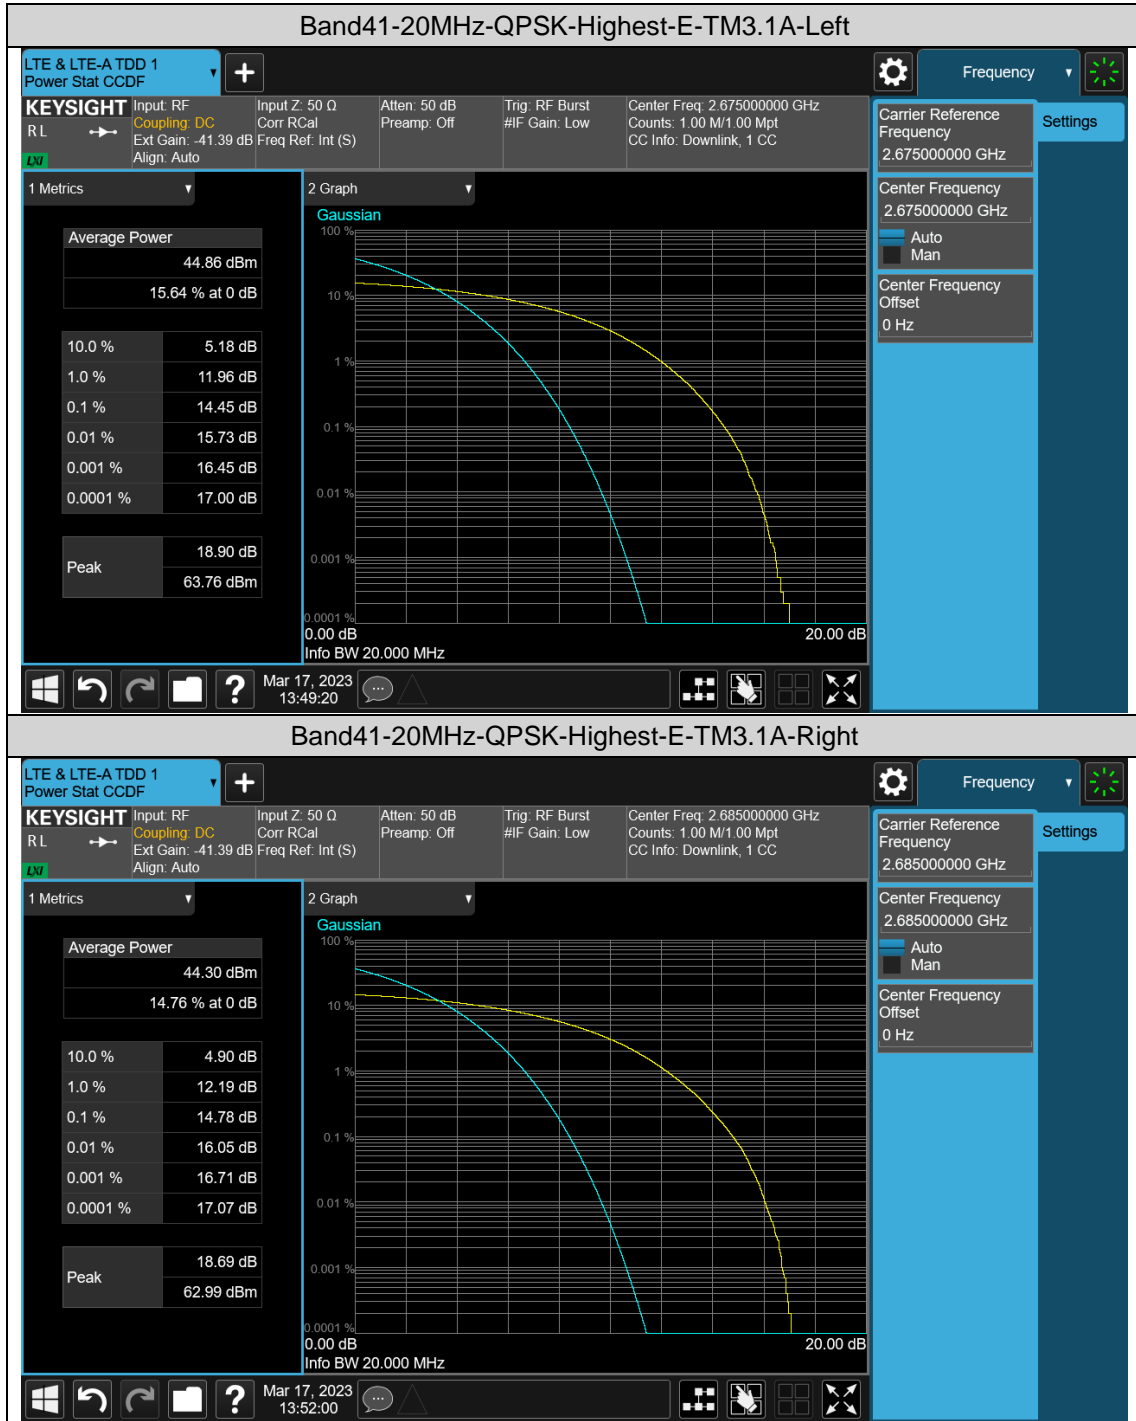 Band41-20MHz-QPSK-Highest-E-TM3.1A-Left
LTE & LTE-A TDD 1
Power Stat CCDF
Frequency
KEYSIGHT
R L
LXI
Input: RF
Coupling: DC
Ext Gain: -41.39 dB
Align: Auto
Input Z: 50 Ω
Corr RCal
Freq Ref: Int (S)
Atten: 50 dB
Preamp: Off
Trig: RF Burst
#IF Gain: Low
Center Freq: 2.675000000 GHz
Counts: 1.00 M/1.00 Mpt
CC Info: Downlink, 1 CC
Carrier Reference
Frequency
2.675000000 GHz
Settings
Center Frequency
2.675000000 GHz
Auto
Man
Center Frequency
Offset
0 Hz
1 Metrics
Average Power
44.86 dBm
15.64 % at 0 dB
10.0 % 5.18 dB
1.0 % 11.96 dB
0.1 % 14.45 dB
0.01 % 15.73 dB
0.001 % 16.45 dB
0.0001 % 17.00 dB
Peak
18.90 dB
63.76 dBm
2 Graph
Gaussian
100 %
10 %
1 %
0.1 %
0.01 %
0.001 %
0.0001 %
0.00 dB 20.00 dB
Info BW 20.000 MHz
?
Mar 17, 2023
13:49:20
Band41-20MHz-QPSK-Highest-E-TM3.1A-Right
LTE & LTE-A TDD 1
Power Stat CCDF
Frequency
KEYSIGHT
R L
LXI
Input: RF
Coupling: DC
Ext Gain: -41.39 dB
Align: Auto
Input Z: 50 Ω
Corr RCal
Freq Ref: Int (S)
Atten: 50 dB
Preamp: Off
Trig: RF Burst
#IF Gain: Low
Center Freq: 2.685000000 GHz
Counts: 1.00 M/1.00 Mpt
CC Info: Downlink, 1 CC
Carrier Reference
Frequency
2.685000000 GHz
Settings
Center Frequency
2.685000000 GHz
Auto
Man
Center Frequency
Offset
0 Hz
1 Metrics
Average Power
44.30 dBm
14.76 % at 0 dB
10.0 % 4.90 dB
1.0 % 12.19 dB
0.1 % 14.78 dB
0.01 % 16.05 dB
0.001 % 16.71 dB
0.0001 % 17.07 dB
Peak
18.69 dB
62.99 dBm
2 Graph
Gaussian
100 %
10 %
1 %
0.1 %
0.01 %
0.001 %
0.0001 %
0.00 dB 20.00 dB
Info BW 20.000 MHz
?
Mar 17, 2023
13:52:00